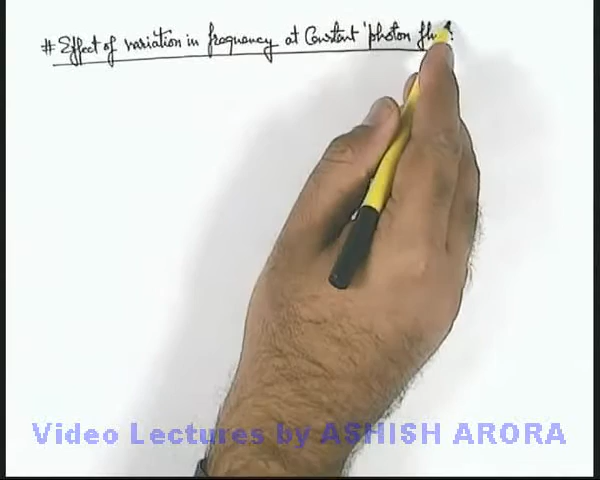 # Effect of variation in frequency at Constant 'photon
Video Lectures by ASHISH ARORA